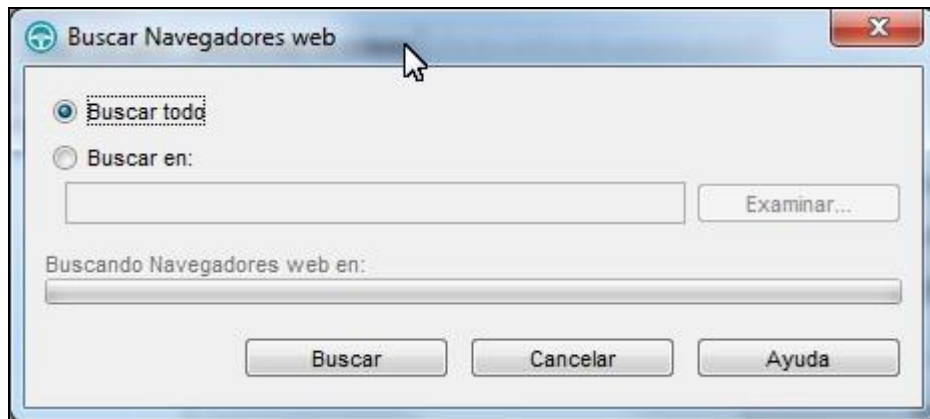 Buscar Navegadores web
Buscar todo
Buscar en:
Examinar...
Buscando Navegadores web en:
Buscar Cancelar Ayuda